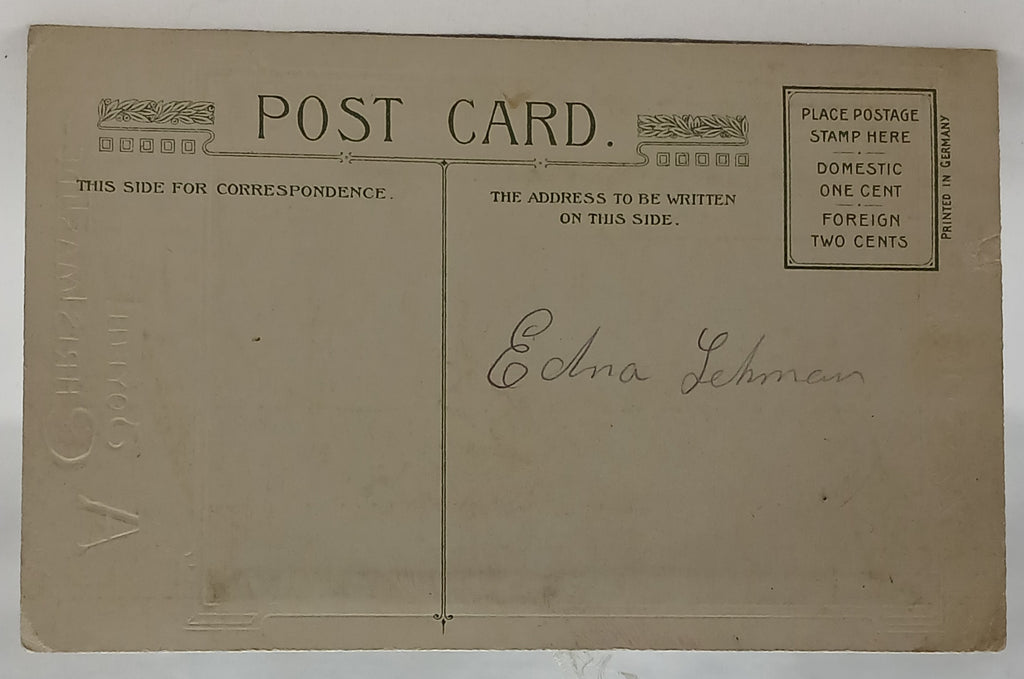 POST CARD.
THIS SIDE FOR CORRESPONDENCE.
THE ADDRESS TO BE WRITTEN
ON THIS SIDE.
PLACE POSTAGE
STAMP HERE
DOMESTIC
ONE CENT
FOREIGN
TWO CENTS
PRINTED IN GERMANY
Edna Lehman
A